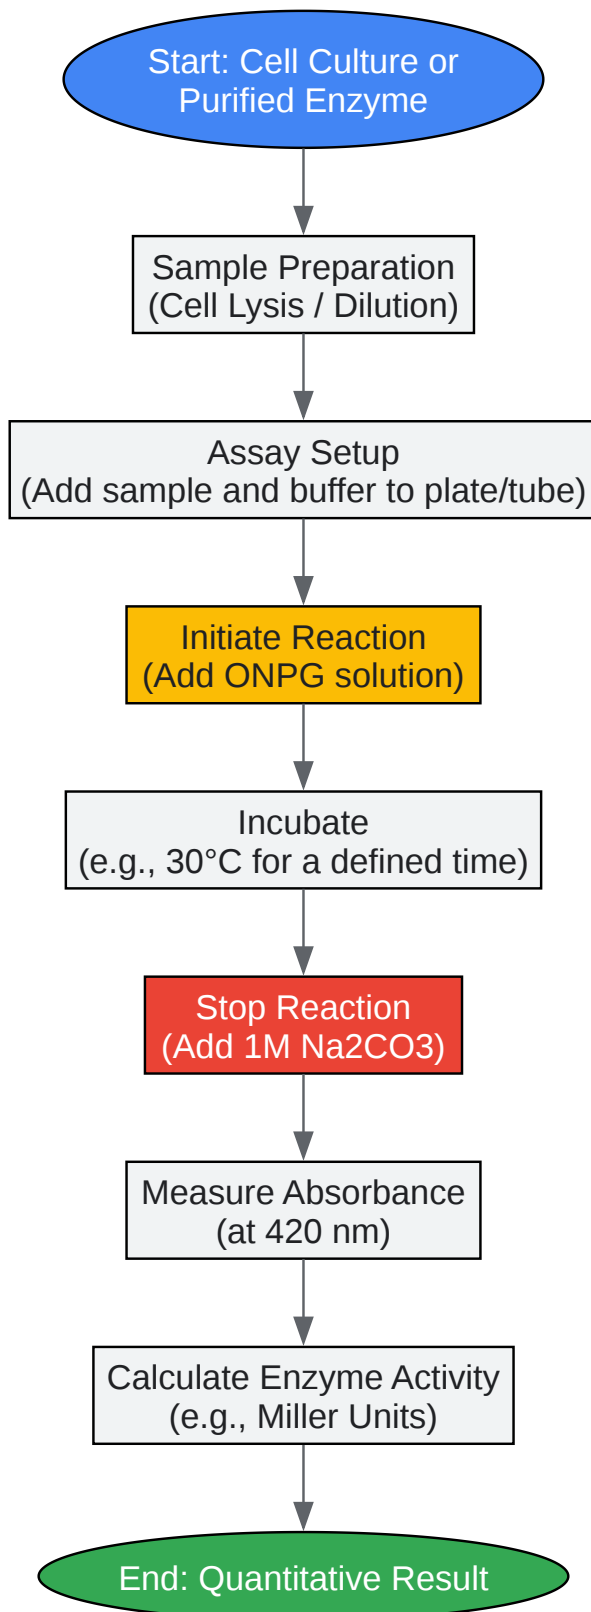 Start: Cell Culture or
Purified Enzyme
Sample Preparation
(Cell Lysis / Dilution)
Assay Setup
(Add sample and buffer to plate/tube)
Initiate Reaction
(Add ONPG solution)
Incubate
(e.g., 30°C for a defined time)
Stop Reaction
(Add 1M Na2CO3)
Measure Absorbance
(at 420 nm)
Calculate Enzyme Activity
(e.g., Miller Units)
End: Quantitative Result